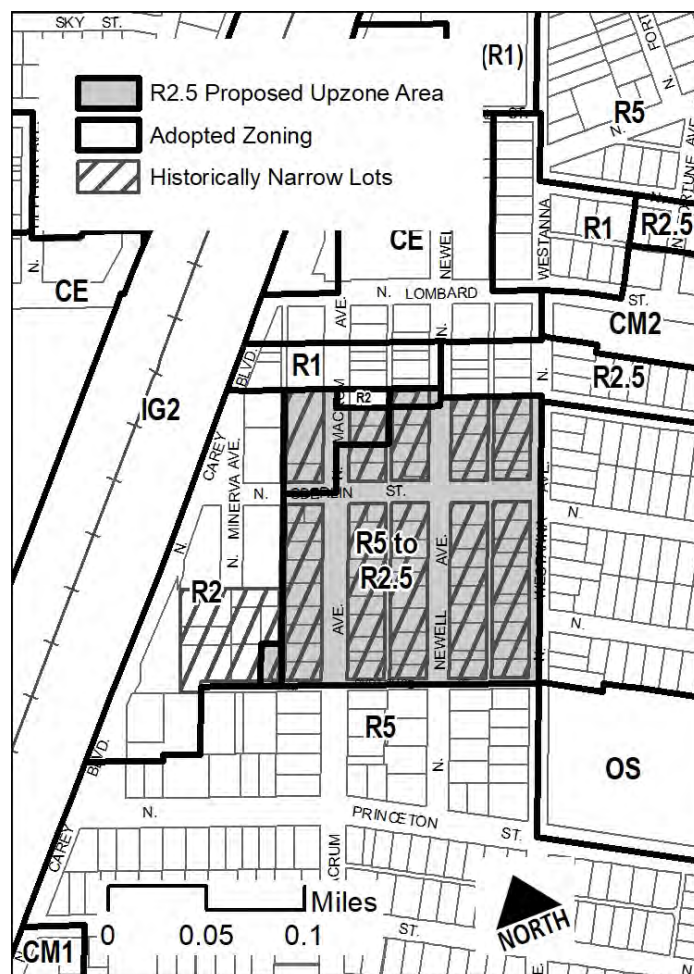 SKY ST.
(R1)
FORT
R5
N.
R2.5 Proposed Upzone Area
Adopted Zoning
Historically Narrow Lots
ST.
N.
AVE.
N.
FORTUNE AVE.
N.
WESTANNA
R1
R2.5
CE
NEWELL
N.
CE
N. LOMBARD
ST.
AVE.
CM2
N.
BLVD.
R1
N.
R2.5
R2
IG2
MACRUM
CAREY
MINERVA AVE.
N.
N. OBERLIN ST.
AVE.
N.
N.
N.
R5 to
R2.5
AVE.
WESTANNA
R2
AVE.
NEWELL
N.
N.
R5
OS
BLVD.
N.
N. PRINCETON ST.
CAREY
CRUM
Miles
0 0.05 0.1
NORTH
ST.
CM1
N.
E.
N.